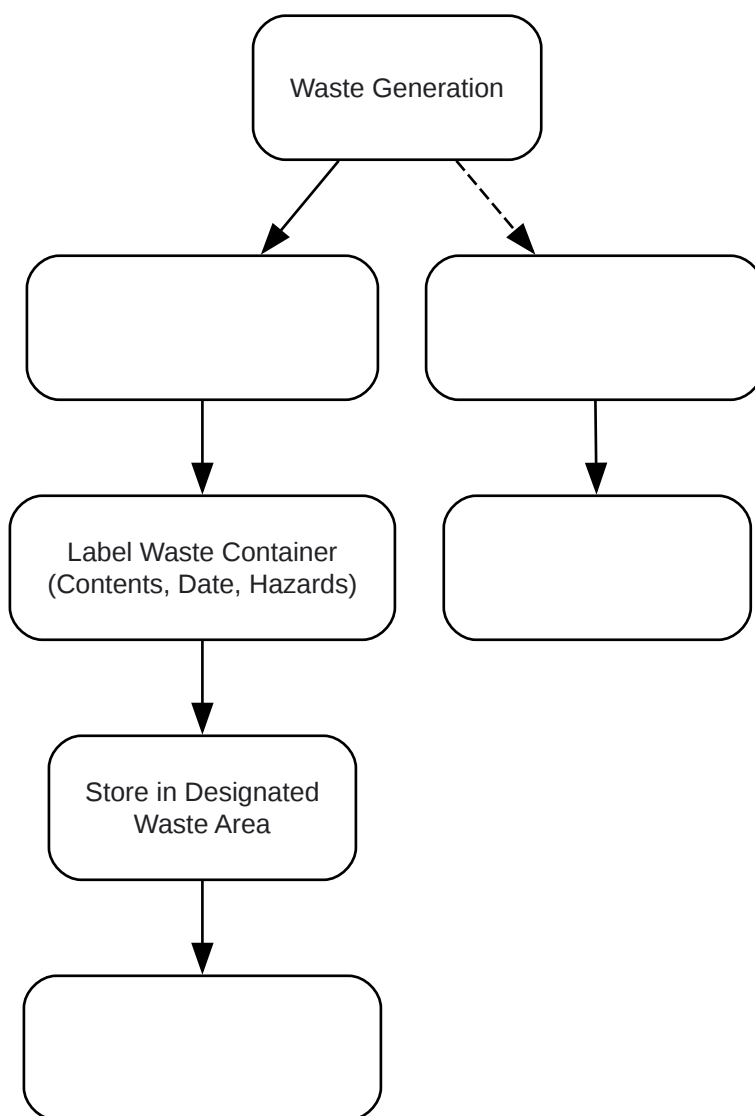 Waste Generation
Label Waste Container
(Contents, Date, Hazards)
Store in Designated
Waste Area